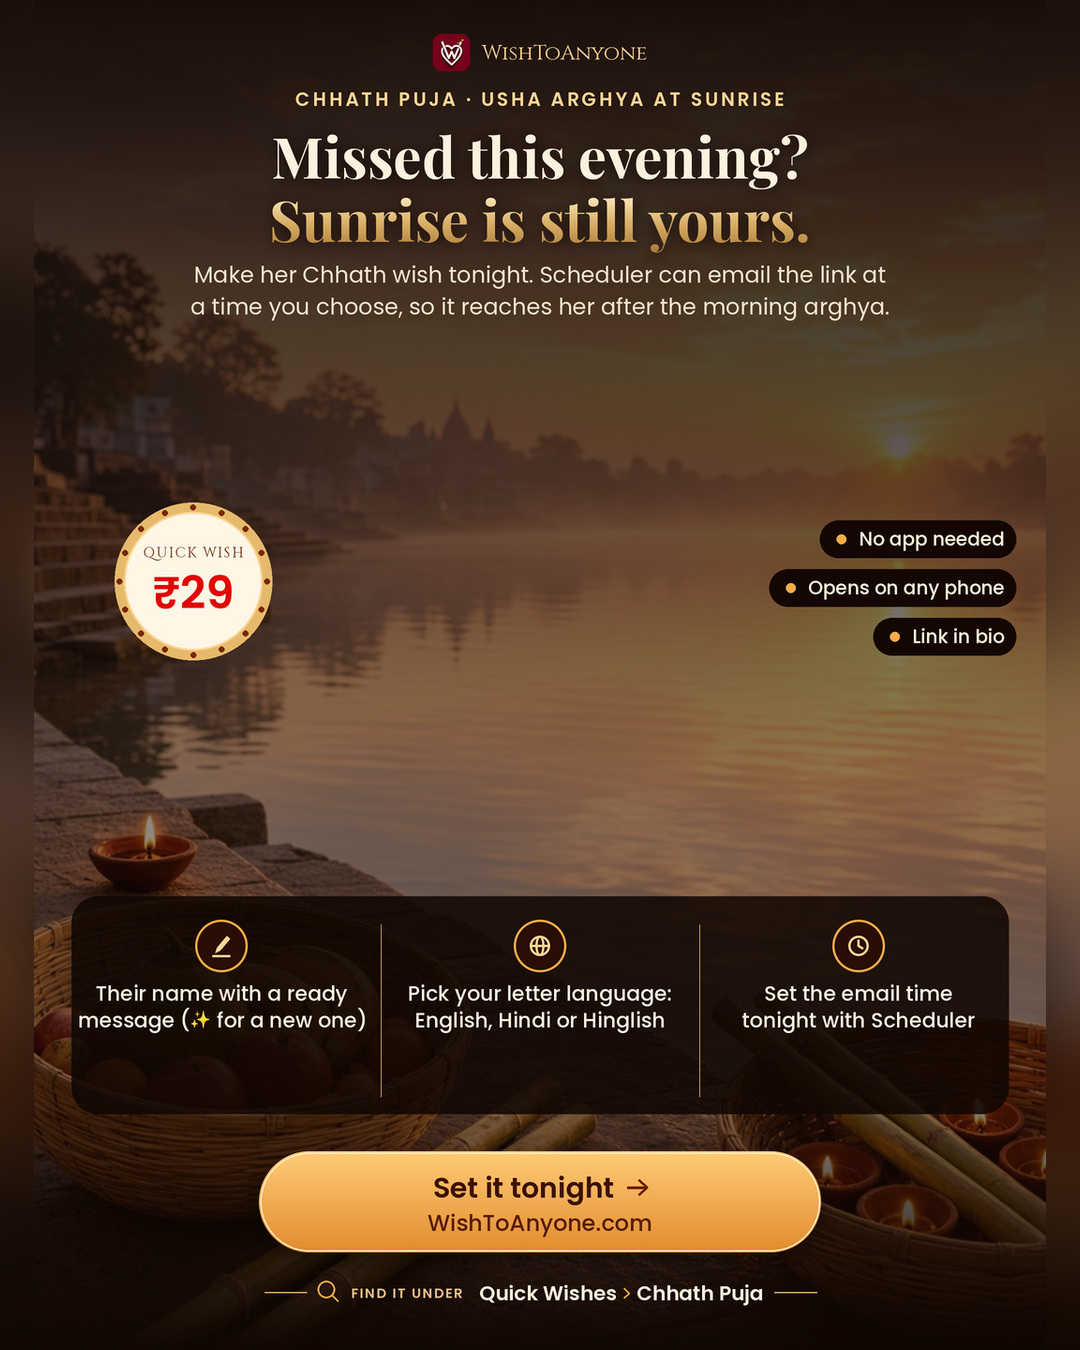 WishToAnyone
CHHATH PUJA · USHA ARGHYA AT SUNRISE
Missed this evening?
Sunrise is still yours.
Make her Chhath wish tonight. Scheduler can email the link at
a time you choose, so it reaches her after the morning arghya.
QUICK WISH
₹29
No app needed
Opens on any phone
Link in bio
Their name with a ready
message (✨ for a new one)
Pick your letter language:
English, Hindi or Hinglish
Set the email time
tonight with Scheduler
Set it tonight →
WishToAnyone.com
FIND IT UNDER Quick Wishes > Chhath Puja